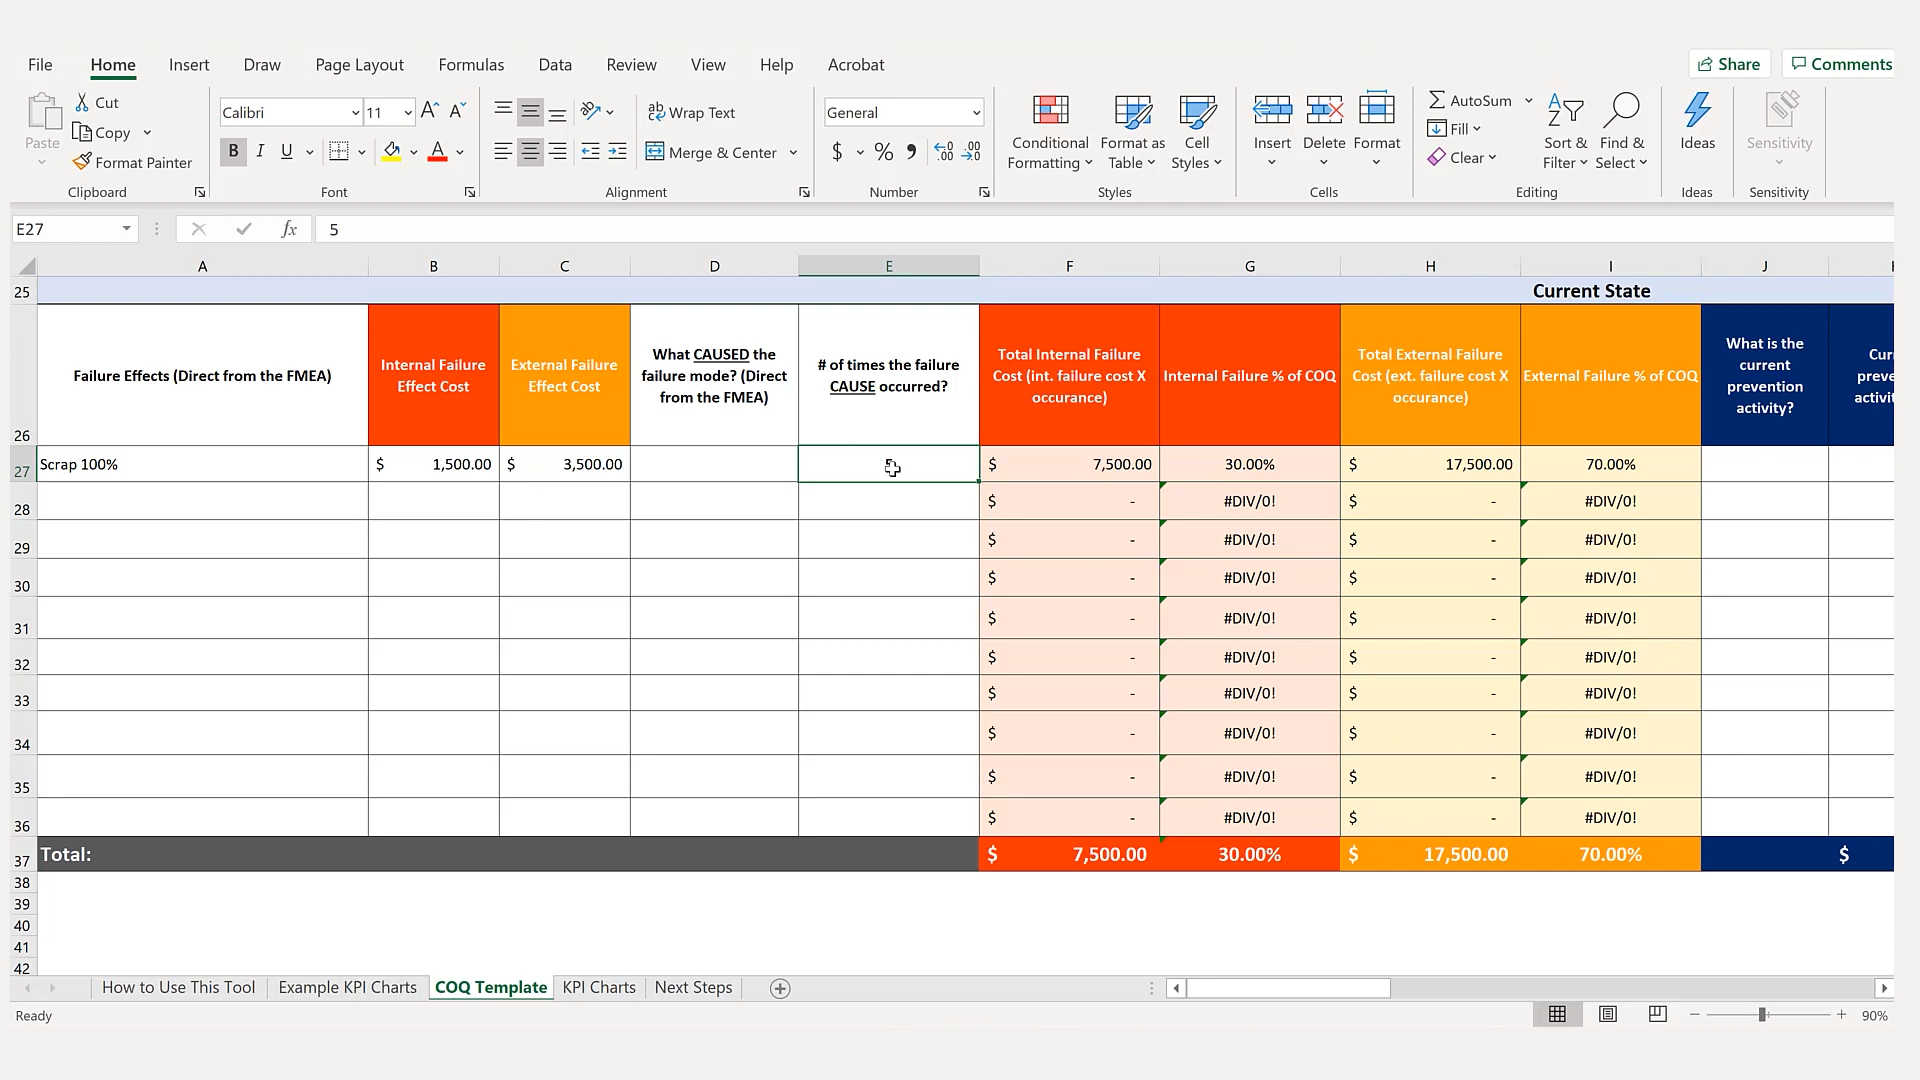 File Home Insert Draw Page Layout Formulas Data Review View Help Acrobat Share Comments
Paste Cut Copy Format Painter Clipboard
Calibri 11 A A B I U A Font
ab Wrap Text Merge & Center Alignment
General $ % Number
Conditional Formatting Format as Table Cell Styles Styles
Insert Delete Format Cells
AutoSum Fill Clear Sort & Filter Find & Select Editing
Ideas Ideas
Sensitivity Sensitivity
E27 fx 5
A B C D E F G H I J
25 Current State
26 Failure Effects (Direct from the FMEA)
Internal Failure Effect Cost
External Failure Effect Cost
What CAUSED the failure mode? (Direct from the FMEA)
# of times the failure CAUSE occurred?
Total Internal Failure Cost (int. failure cost X occurance)
Internal Failure % of COQ
Total External Failure Cost (ext. failure cost X occurance)
External Failure % of COQ
What is the current prevention activity?
27 Scrap 100% $ 1,500.00 $ 3,500.00 $ 7,500.00 30.00% $ 17,500.00 70.00%
28 $ - #DIV/0! $ - #DIV/0!
29 $ - #DIV/0! $ - #DIV/0!
30 $ - #DIV/0! $ - #DIV/0!
31 $ - #DIV/0! $ - #DIV/0!
32 $ - #DIV/0! $ - #DIV/0!
33 $ - #DIV/0! $ - #DIV/0!
34 $ - #DIV/0! $ - #DIV/0!
35 $ - #DIV/0! $ - #DIV/0!
36 $ - #DIV/0! $ - #DIV/0!
37 Total: $ 7,500.00 30.00% $ 17,500.00 70.00% $
38
39
40
41
42
How to Use This Tool Example KPI Charts COQ Template KPI Charts Next Steps
Ready 90%